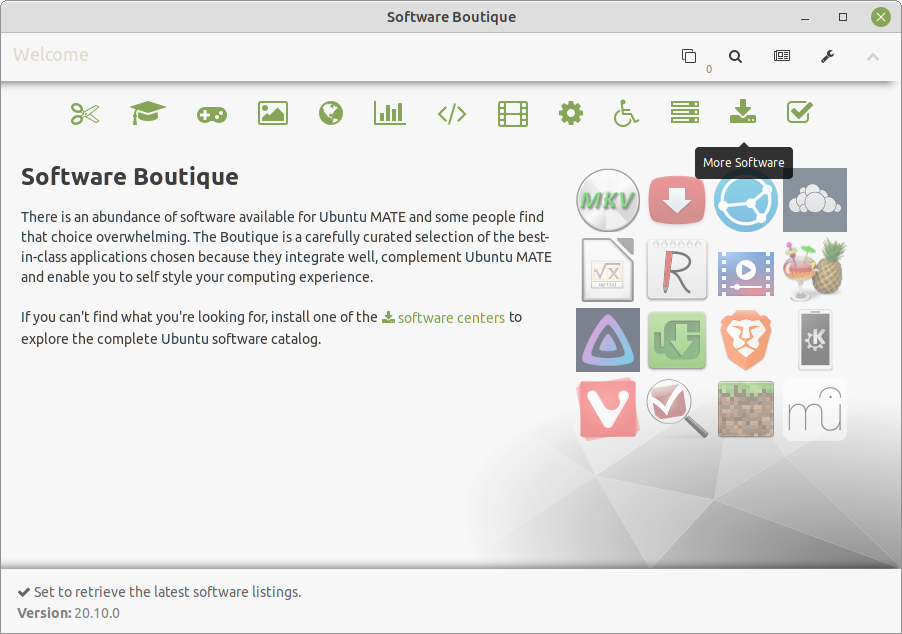 Software Boutique
Welcome
0
More Software
Software Boutique
There is an abundance of software available for Ubuntu MATE and some people find
that choice overwhelming. The Boutique is a carefully curated selection of the best-
in-class applications chosen because they integrate well, complement Ubuntu MATE
and enable you to self style your computing experience.
If you can't find what you're looking for, install one of the software centers to
explore the complete Ubuntu software catalog.
MKV
√X
R
K
mu
Set to retrieve the latest software listings.
Version: 20.10.0